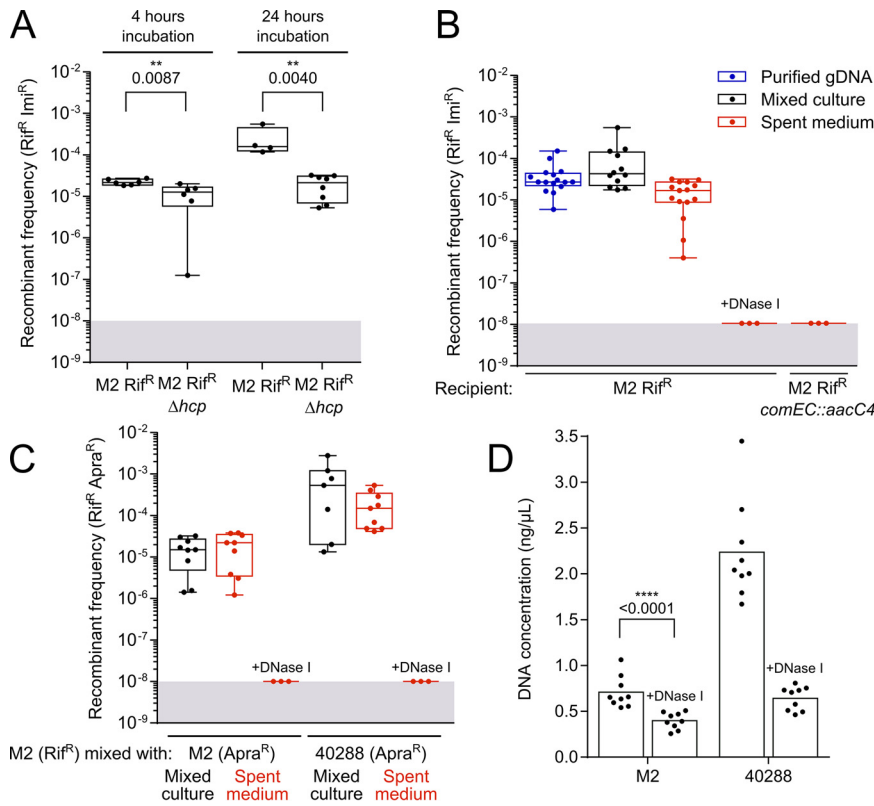 A
4 hours
incubation
24 hours
incubation
**
0.0087
**
0.0040
Recombinant frequency (Rif^R Imi^R)
10^-2
10^-3
10^-4
10^-5
10^-6
10^-7
10^-8
10^-9
M2 Rif^R
M2 Rif^R
Δhcp
M2 Rif^R
M2 Rif^R
Δhcp
B
Recombinant frequency (Rif^R Imi^R)
10^-2
10^-3
10^-4
10^-5
10^-6
10^-7
10^-8
10^-9
Purified gDNA
Mixed culture
Spent medium
+DNase I
Recipient:
M2 Rif^R
M2 Rif^R
comEC::aacC4
C
Recombinant frequency (Rif^R Apra^R)
10^-2
10^-3
10^-4
10^-5
10^-6
10^-7
10^-8
10^-9
+DNase I
+DNase I
M2 (Rif^R) mixed with:
M2 (Apra^R)
40288 (Apra^R)
Mixed
culture
Spent
medium
Mixed
culture
Spent
medium
D
DNA concentration (ng/μL)
3.5
3.0
2.5
2.0
1.5
1.0
0.5
0.0
****
<0.0001
+DNase I
+DNase I
M2
40288